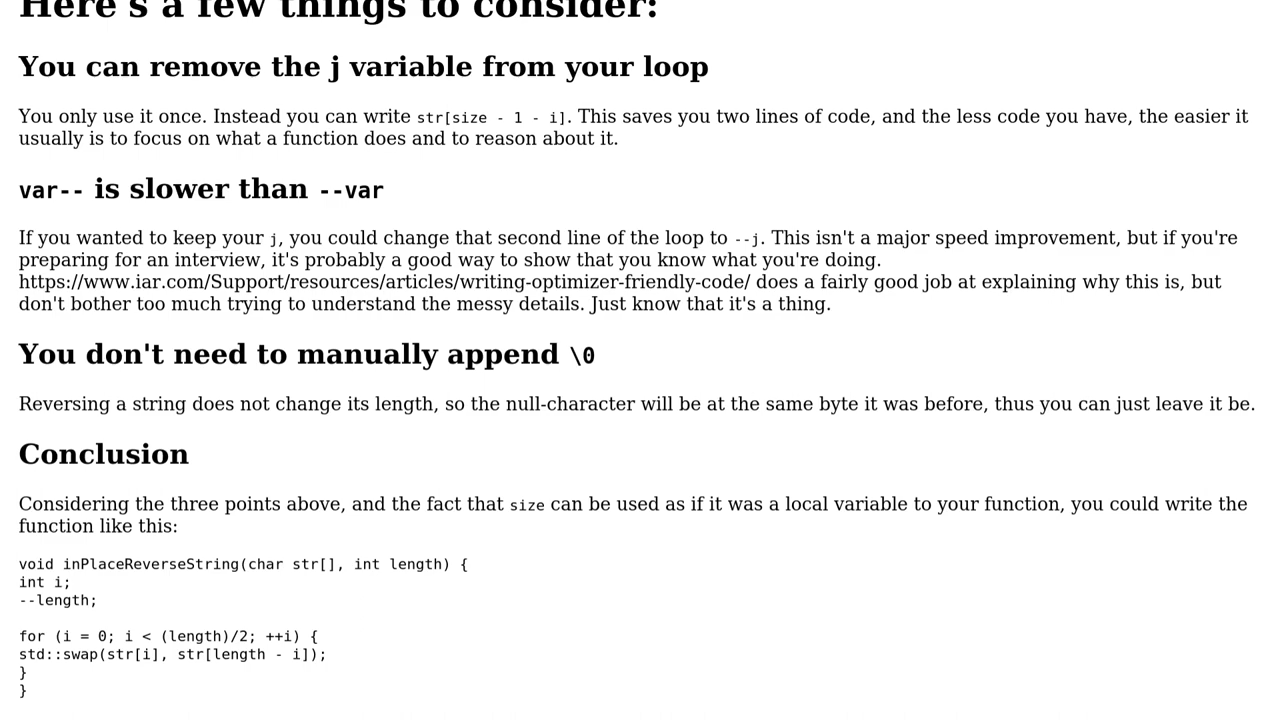 Here's a few things to consider:
You can remove the j variable from your loop
You only use it once. Instead you can write str[size - 1 - i]. This saves you two lines of code, and the less code you have, the easier it
usually is to focus on what a function does and to reason about it.
var-- is slower than --var
If you wanted to keep your j, you could change that second line of the loop to --j. This isn't a major speed improvement, but if you're
preparing for an interview, it's probably a good way to show that you know what you're doing.
https://www.iar.com/Support/resources/articles/writing-optimizer-friendly-code/ does a fairly good job at explaining why this is, but
don't bother too much trying to understand the messy details. Just know that it's a thing.
You don't need to manually append \0
Reversing a string does not change its length, so the null-character will be at the same byte it was before, thus you can just leave it be.
Conclusion
Considering the three points above, and the fact that size can be used as if it was a local variable to your function, you could write the
function like this:
void inPlaceReverseString(char str[], int length) {
int i;
--length;
for (i = 0; i < (length)/2; ++i) {
std::swap(str[i], str[length - i]);
}
}